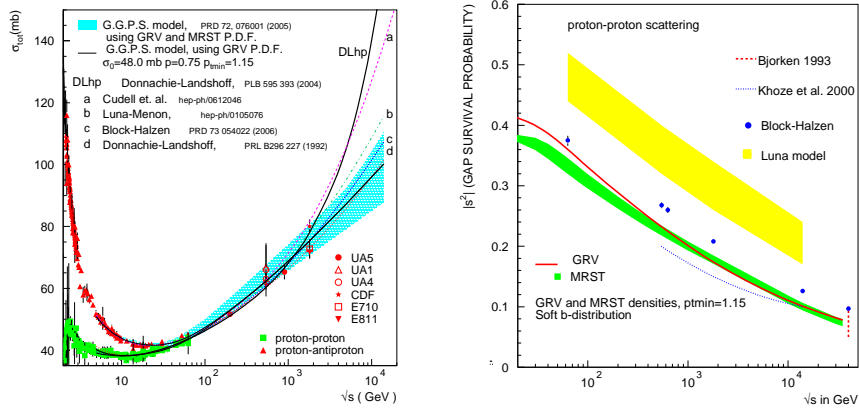 σtot(mb)
140
120
100
80
60
40
G.G.P.S. model, PRD 72, 076001 (2005)
using GRV and MRST P.D.F.
G.G.P.S. model, using GRV P.D.F.
σ0=48.0 mb p=0.75 ptmin=1.15
DLhp Donnachie-Landshoff, PLB 595 393 (2004)
a Cudell et al. hep-ph/0612046
b Luna-Menon, hep-ph/0105076
c Block-Halzen PRD 73 054022 (2006)
d Donnachie-Landshoff, PRL B296 227 (1992)
DLhp
a
b
c
d
UA5
UA1
UA4
CDF
E710
E811
proton-proton
proton-antiproton
10
10²
10³
10⁴
√s ( GeV )
|s²| (GAP SURVIVAL PROBABILITY)
0.6
0.5
0.4
0.3
0.2
0.1
0
proton-proton scattering
Bjorken 1993
Khoze et al. 2000
Block-Halzen
Luna model
GRV
MRST
GRV and MRST densities, ptmin=1.15
Soft b-distribution
10²
10³
10⁴
√s in GeV